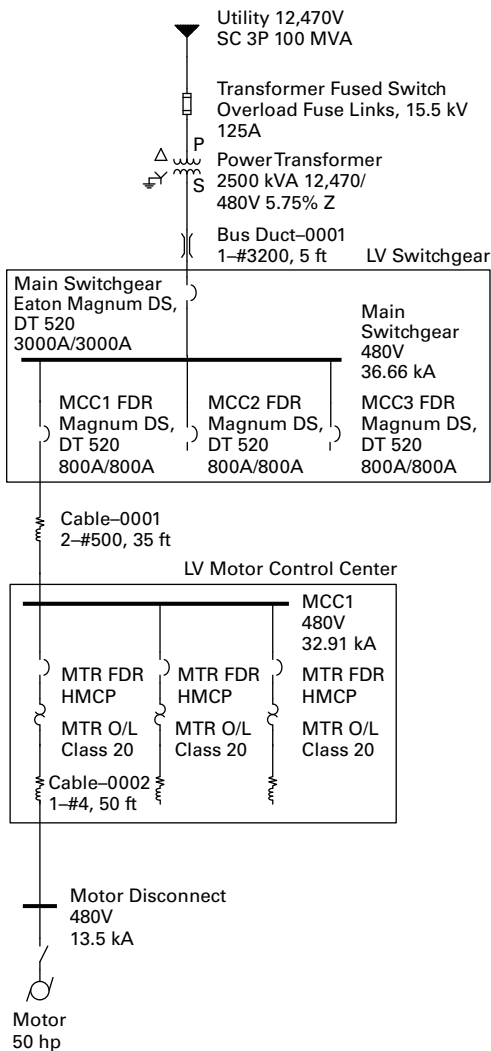 Utility 12,470V
SC 3P 100 MVA
Transformer Fused Switch
Overload Fuse Links, 15.5 kV
125A
P
S
Power Transformer
2500 kVA 12,470/
480V 5.75% Z
Bus Duct–0001
1–#3200, 5 ft
LV Switchgear
Main Switchgear
Eaton Magnum DS,
DT 520
3000A/3000A
Main
Switchgear
480V
36.66 kA
MCC1 FDR
Magnum DS,
DT 520
800A/800A
MCC2 FDR
Magnum DS,
DT 520
800A/800A
MCC3 FDR
Magnum DS,
DT 520
800A/800A
Cable–0001
2–#500, 35 ft
LV Motor Control Center
MCC1
480V
32.91 kA
MTR FDR
HMCP
MTR O/L
Class 20
MTR FDR
HMCP
MTR O/L
Class 20
MTR FDR
HMCP
MTR O/L
Class 20
Cable–0002
1–#4, 50 ft
Motor Disconnect
480V
13.5 kA
Motor
50 hp